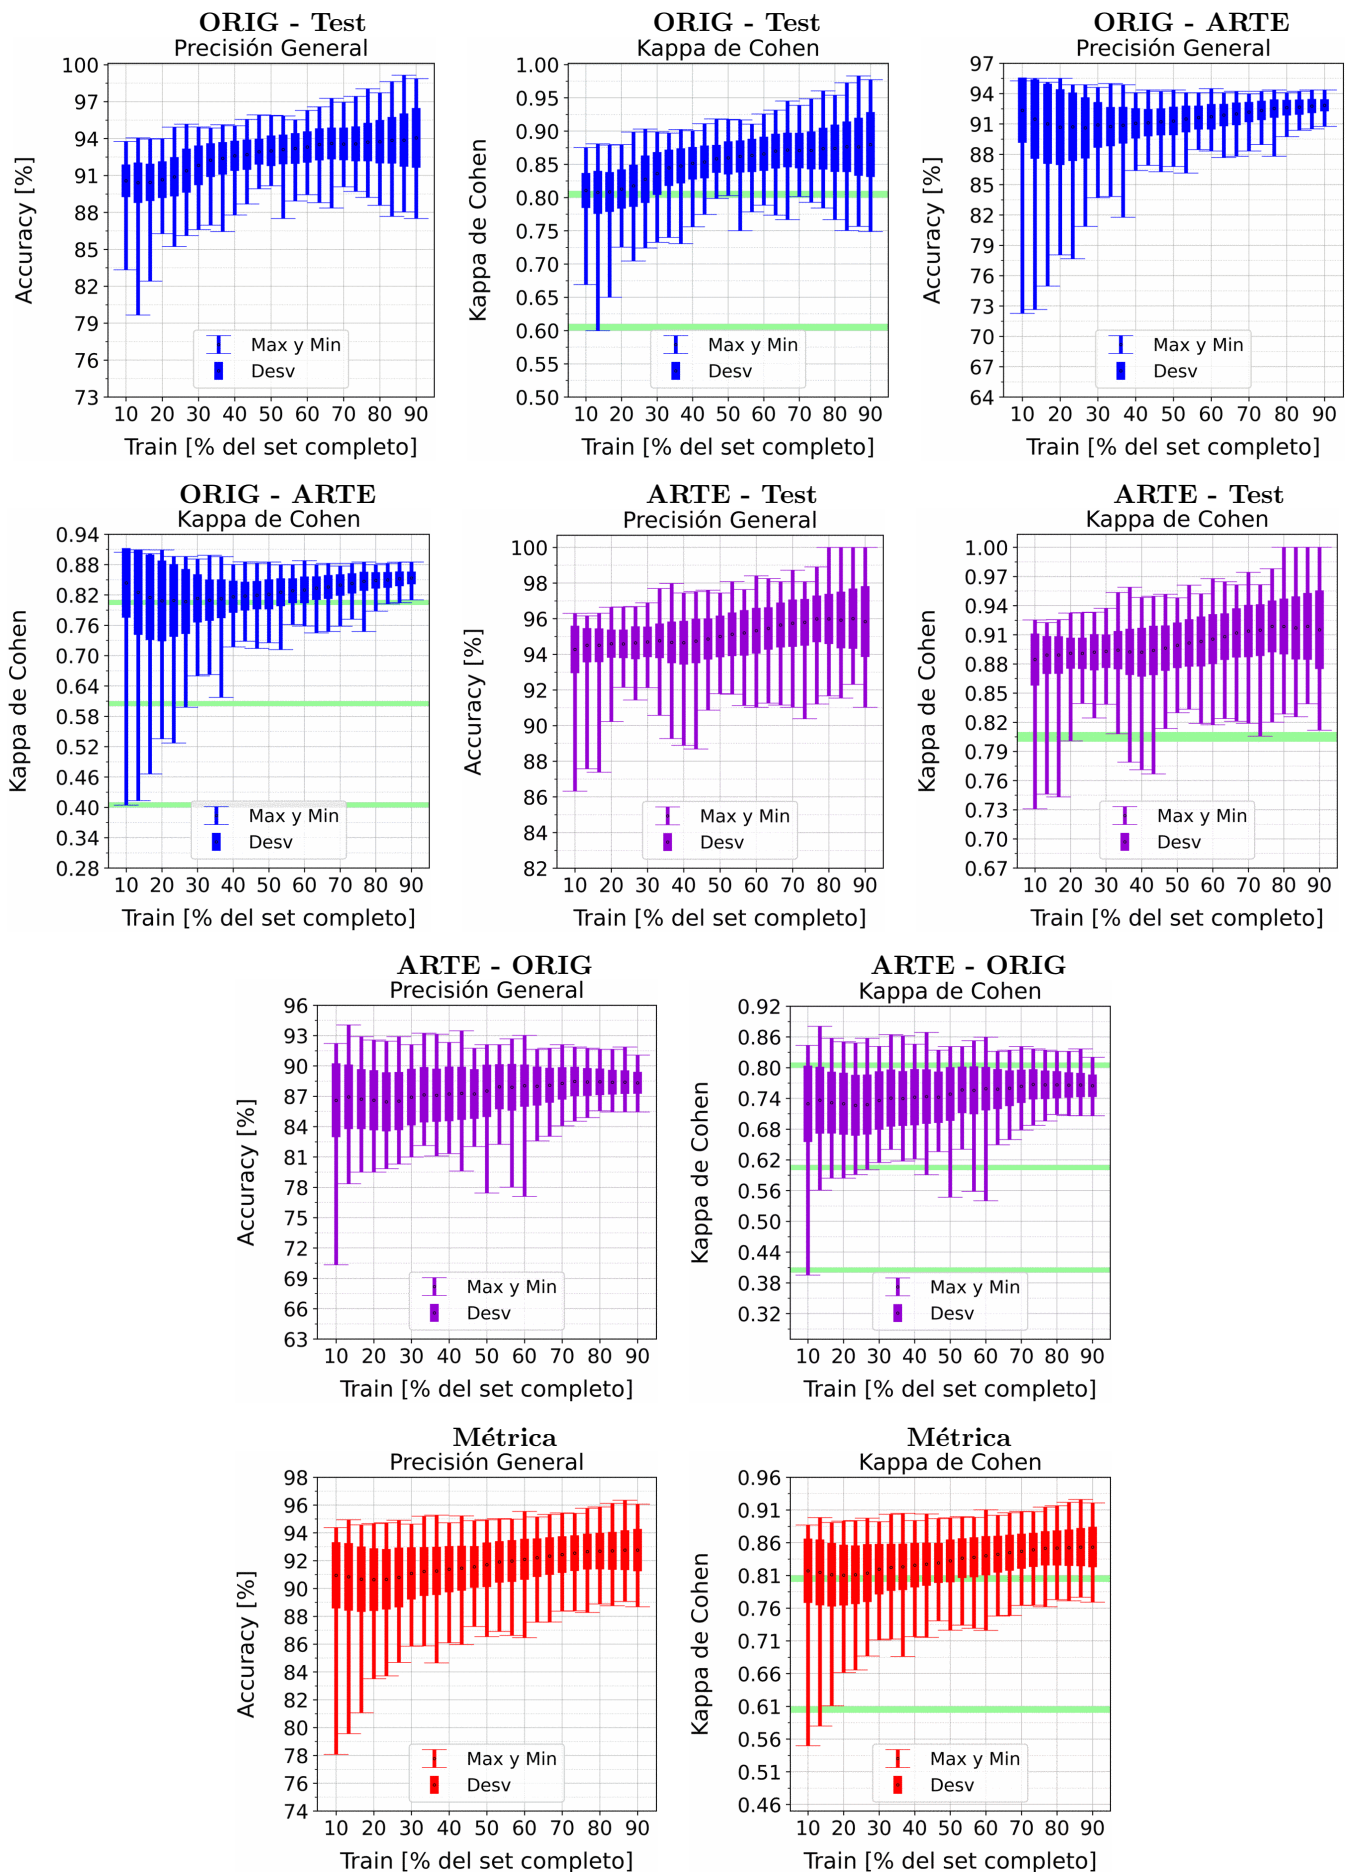 ORIG - Test
Precisión General
Accuracy [%]
100
97
94
91
88
85
82
79
76
73
Max y Min
Desv
10 20 30 40 50 60 70 80 90
Train [% del set completo]
ORIG - Test
Kappa de Cohen
Kappa de Cohen
1.00
0.95
0.90
0.85
0.80
0.75
0.70
0.65
0.60
0.55
0.50
Max y Min
Desv
10 20 30 40 50 60 70 80 90
Train [% del set completo]
ORIG - ARTE
Precisión General
Accuracy [%]
97
94
91
88
85
82
79
76
73
70
67
64
Max y Min
Desv
10 20 30 40 50 60 70 80 90
Train [% del set completo]
ORIG - ARTE
Kappa de Cohen
Kappa de Cohen
0.94
0.88
0.82
0.76
0.70
0.64
0.58
0.52
0.46
0.40
0.34
0.28
Max y Min
Desv
10 20 30 40 50 60 70 80 90
Train [% del set completo]
ARTE - Test
Precisión General
Accuracy [%]
100
98
96
94
92
90
88
86
84
82
Max y Min
Desv
10 20 30 40 50 60 70 80 90
Train [% del set completo]
ARTE - Test
Kappa de Cohen
Kappa de Cohen
1.00
0.97
0.94
0.91
0.88
0.85
0.82
0.79
0.76
0.73
0.70
0.67
Max y Min
Desv
10 20 30 40 50 60 70 80 90
Train [% del set completo]
ARTE - ORIG
Precisión General
Accuracy [%]
96
93
90
87
84
81
78
75
72
69
66
63
Max y Min
Desv
10 20 30 40 50 60 70 80 90
Train [% del set completo]
ARTE - ORIG
Kappa de Cohen
Kappa de Cohen
0.92
0.86
0.80
0.74
0.68
0.62
0.56
0.50
0.44
0.38
0.32
Max y Min
Desv
10 20 30 40 50 60 70 80 90
Train [% del set completo]
Métrica
Precisión General
Accuracy [%]
98
96
94
92
90
88
86
84
82
80
78
76
74
Max y Min
Desv
10 20 30 40 50 60 70 80 90
Train [% del set completo]
Métrica
Kappa de Cohen
Kappa de Cohen
0.96
0.91
0.86
0.81
0.76
0.71
0.66
0.61
0.56
0.51
0.46
Max y Min
Desv
10 20 30 40 50 60 70 80 90
Train [% del set completo]